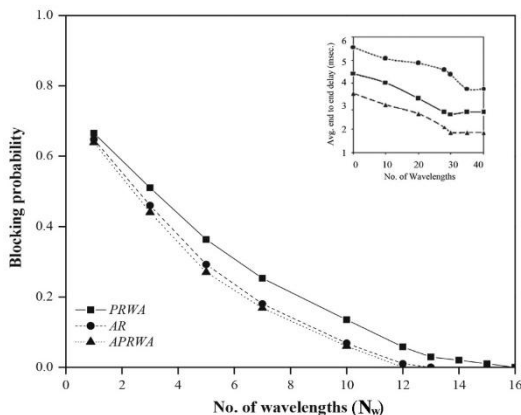 1.0
0.8
0.6
0.4
0.2
0.0
Blocking probability
0 2 4 6 8 10 12 14 16
No. of wavelengths (Nw)
PRWA
AR
APRWA
6
5
4
3
2
1
Avg. end to end delay (msec.)
0 10 20 30 40
No. of Wavelengths